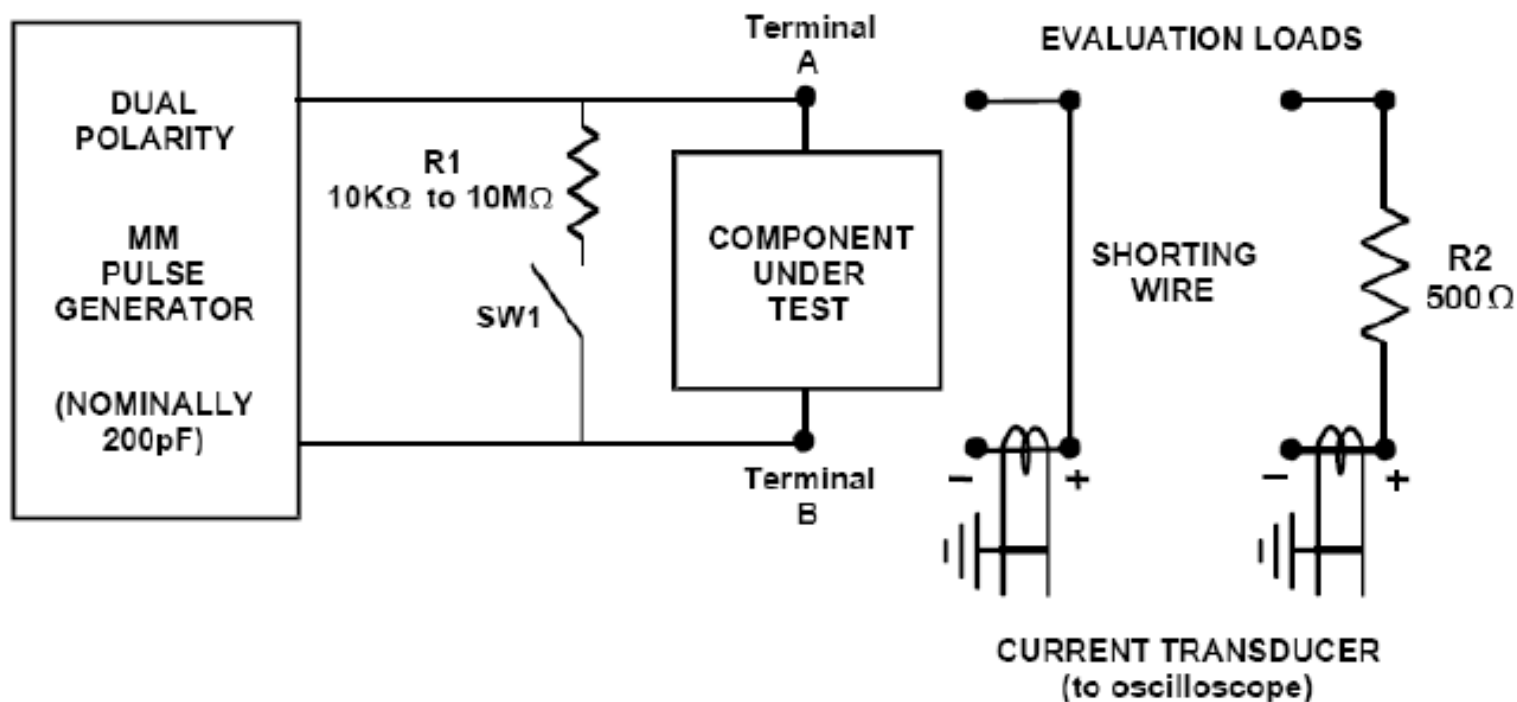 DUAL
POLARITY
MM
PULSE
GENERATOR
(NOMINALLY
200pF)
R1
10KΩ to 10MΩ
SW1
Terminal
A
COMPONENT
UNDER
TEST
Terminal
B
EVALUATION LOADS
SHORTING
WIRE
R2
500Ω
− +
− +
CURRENT TRANSDUCER
(to oscilloscope)